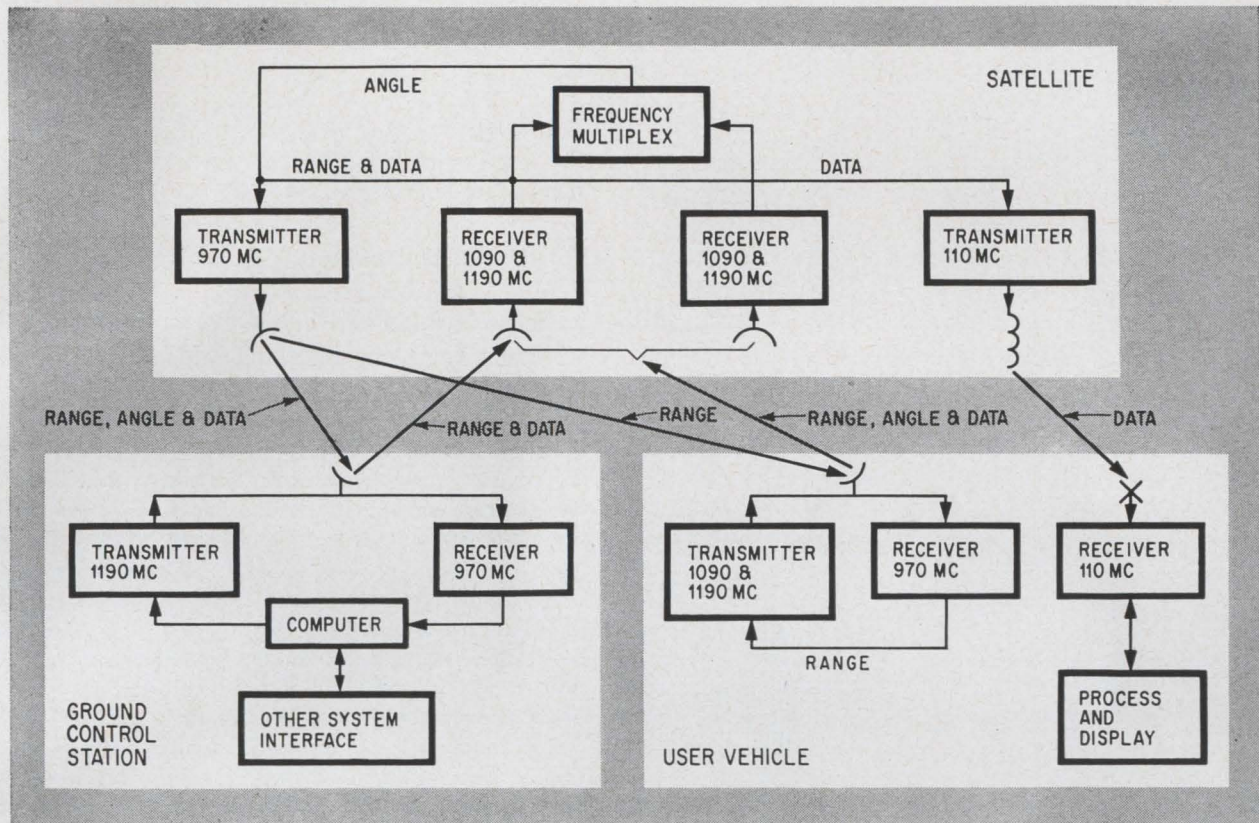 SATELLITE
ANGLE
FREQUENCY
MULTIPLEX
RANGE & DATA
DATA
TRANSMITTER
970 MC
RECEIVER
1090 &
1190 MC
RECEIVER
1090 &
1190 MC
TRANSMITTER
110 MC
RANGE, ANGLE & DATA
RANGE & DATA
RANGE
RANGE, ANGLE & DATA
DATA
TRANSMITTER
1190 MC
RECEIVER
970 MC
COMPUTER
OTHER SYSTEM
INTERFACE
GROUND
CONTROL
STATION
TRANSMITTER
1090 &
1190 MC
RECEIVER
970 MC
RECEIVER
110 MC
RANGE
PROCESS
AND
DISPLAY
USER VEHICLE